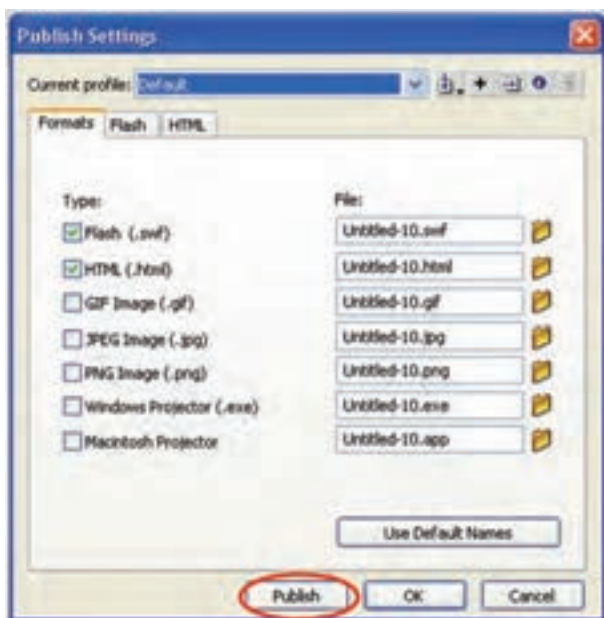 Publish Settings
Current profile: Default
Formats Flash HTML
Type: File:
Flash (.swf) Untitled-10.swf
HTML (.html) Untitled-10.html
GIF Image (.gif) Untitled-10.gif
JPEG Image (.jpg) Untitled-10.jpg
PNG Image (.png) Untitled-10.png
Windows Projector (.exe) Untitled-10.exe
Macintosh Projector Untitled-10.app
Use Default Names
Publish OK Cancel